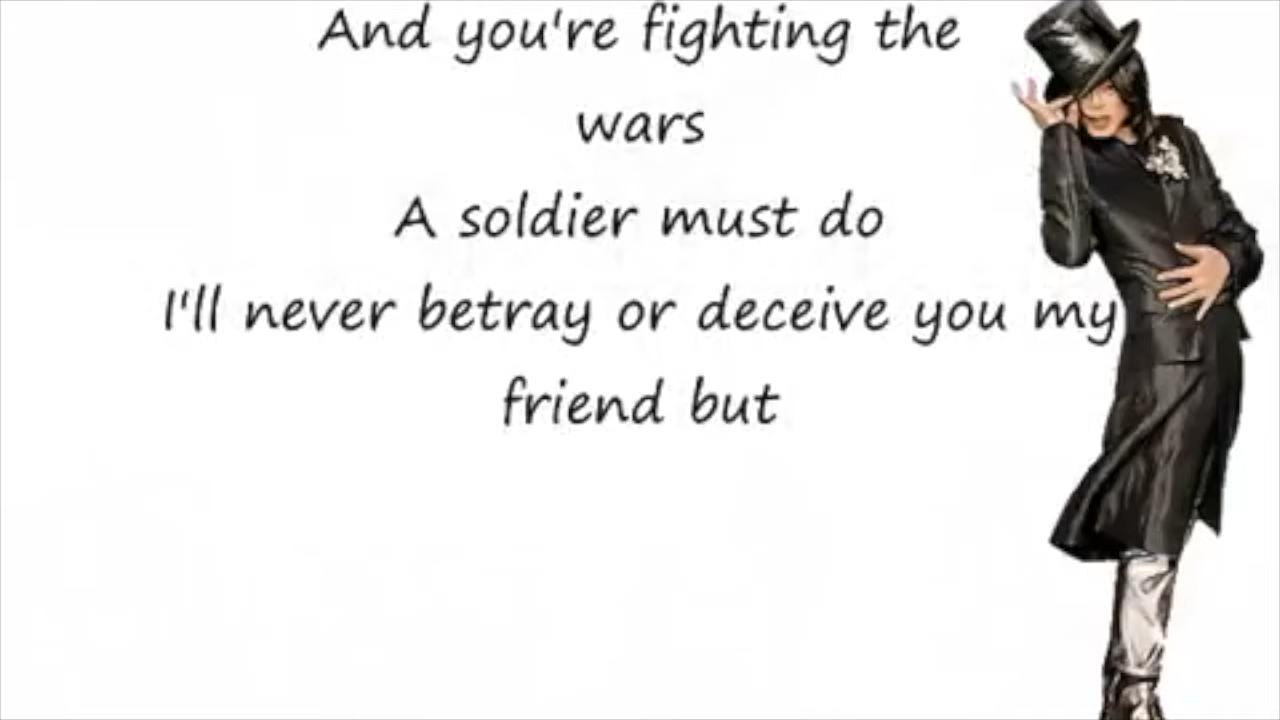 And you're fighting the
wars
A soldier must do
I'll never betray or deceive you my
friend but